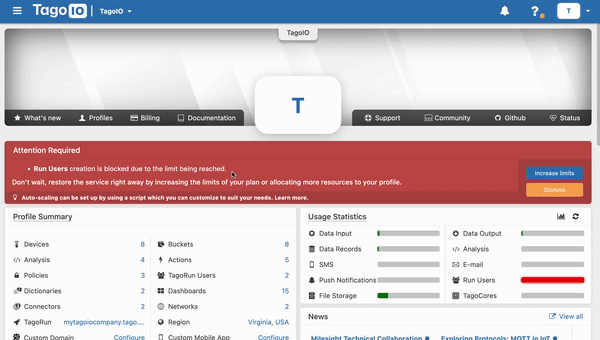 TagoIO TagoIO T
TagoIO
T
What's new Profiles Billing Documentation Support Community Github Status
Attention Required
Run Users creation is blocked due to the limit being reached.
Don't wait, restore the service right away by increasing the limits of your plan or allocating more resources to your profile.
Increase limits
Dismiss
Auto-scaling can be set up by using a script which you can customize to suit your needs. Learn more.
Profile Summary
Devices 8 Buckets 8
Analysis 4 Actions 5
Policies 3 TagoRun Users 2
Dictionaries 2 Dashboards 15
Connectors 2 Networks 2
TagoRun mytagoiocompany.tago.... Region Virginia, USA
Custom Domain Configure Custom Mobile App Configure
Usage Statistics
Data Input Data Output
Data Records Analysis
SMS E-mail
Push Notifications Run Users
File Storage TagoCores
News View all
Milesight Technical Collaboration Exploring Protocols: MQTT in IoT